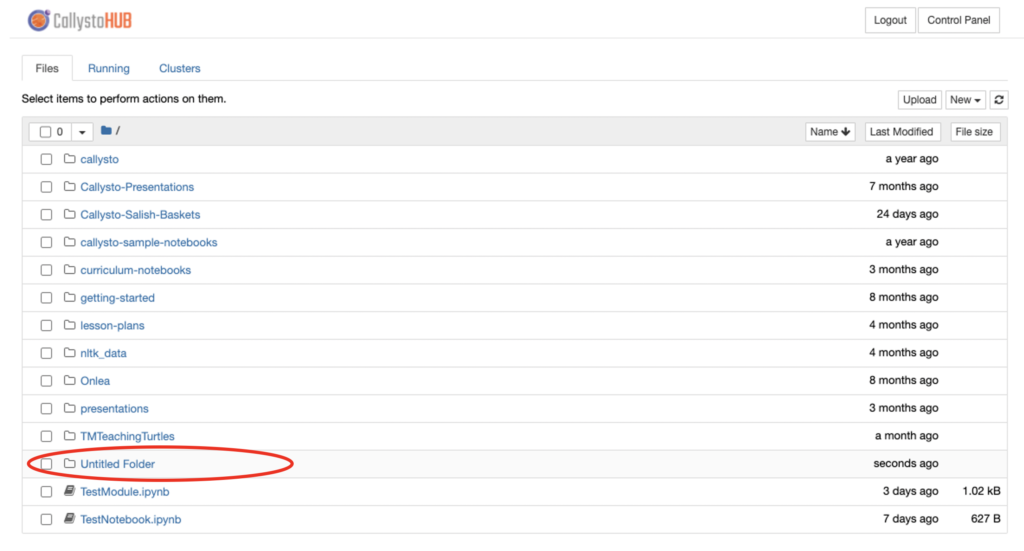 CallystoHUB Logout Control Panel
Files Running Clusters
Select items to perform actions on them. Upload New
0 / Name Last Modified File size
callysto a year ago
Callysto-Presentations 7 months ago
Callysto-Salish-Baskets 24 days ago
callysto-sample-notebooks a year ago
curriculum-notebooks 3 months ago
getting-started 8 months ago
lesson-plans 4 months ago
nltk_data 4 months ago
Onlea 8 months ago
presentations 3 months ago
TMTeachingTurtles a month ago
Untitled Folder seconds ago
TestModule.ipynb 3 days ago 1.02 kB
TestNotebook.ipynb 7 days ago 627 B